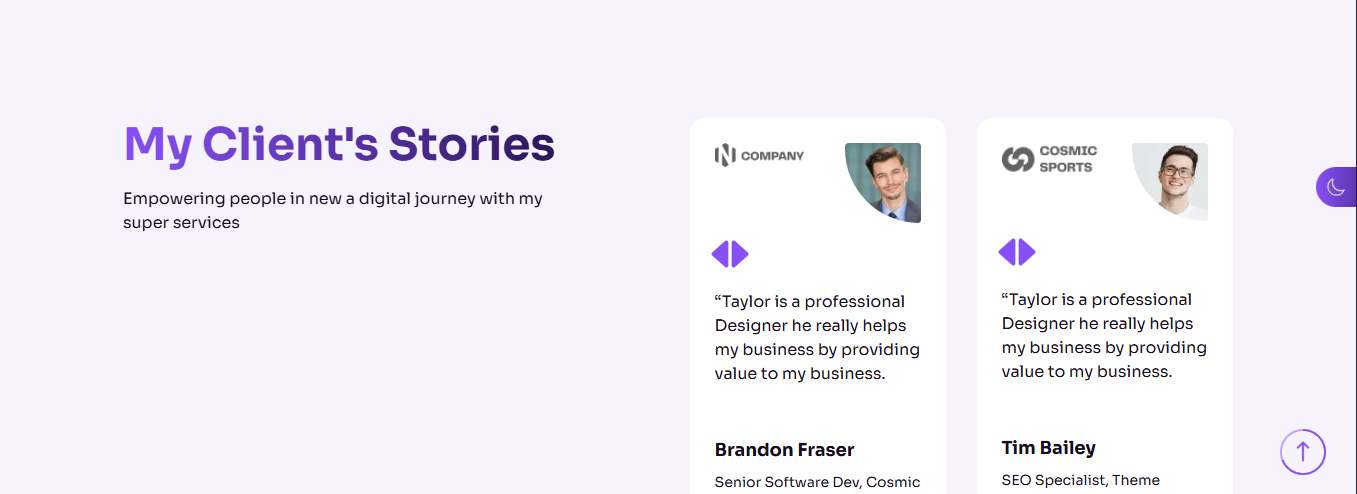 My Client's Stories
Empowering people in new a digital journey with my
super services
N COMPANY
“Taylor is a professional
Designer he really helps
my business by providing
value to my business.
Brandon Fraser
Senior Software Dev, Cosmic
COSMIC
SPORTS
“Taylor is a professional
Designer he really helps
my business by providing
value to my business.
Tim Bailey
SEO Specialist, Theme